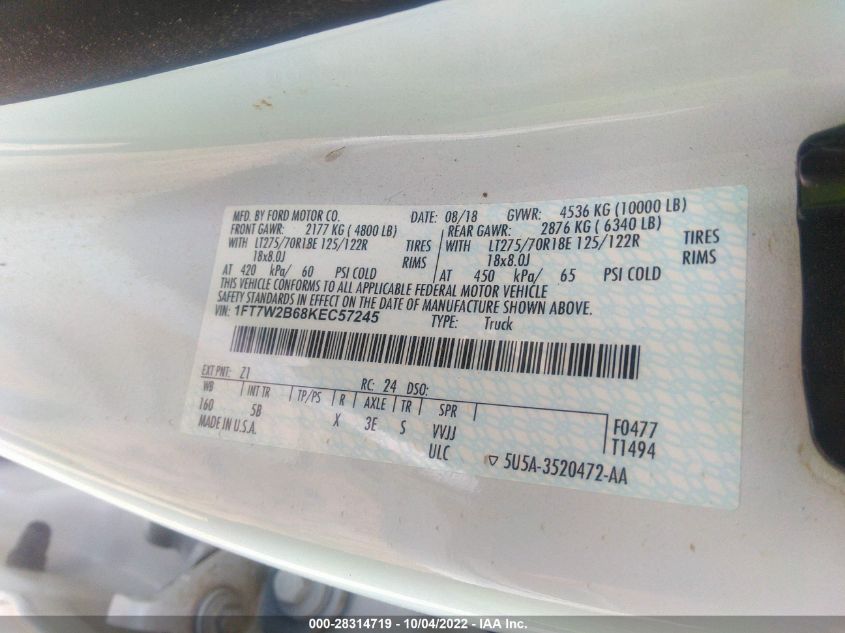 MFD. BY FORD MOTOR CO. DATE: 08/18 GVWR: 4536 KG (10000 LB)
FRONT GAWR: 2177 KG ( 4800 LB) REAR GAWR: 2876 KG ( 6340 LB)
WITH LT275/70R18E 125/122R TIRES WITH LT275/70R18E 125/122R TIRES
18x8.0J RIMS 18x8.0J RIMS
AT 420 kPa/ 60 PSI COLD AT 450 kPa/ 65 PSI COLD
THIS VEHICLE CONFORMS TO ALL APPLICABLE FEDERAL MOTOR VEHICLE
SAFETY STANDARDS IN EFFECT ON THE DATE OF MANUFACTURE SHOWN ABOVE.
VIN: 1FT7W2B68KEC57245 TYPE: Truck
EXT PNT: Z1 RC: 24 DSO:
WB INT TR TP/PS R AXLE TR SPR
160 5B X 3E S VVJJ F0477
MADE IN U.S.A. ULC T1494
5U5A-3520472-AA
000-28314719 - 10/04/2022 - IAA Inc.